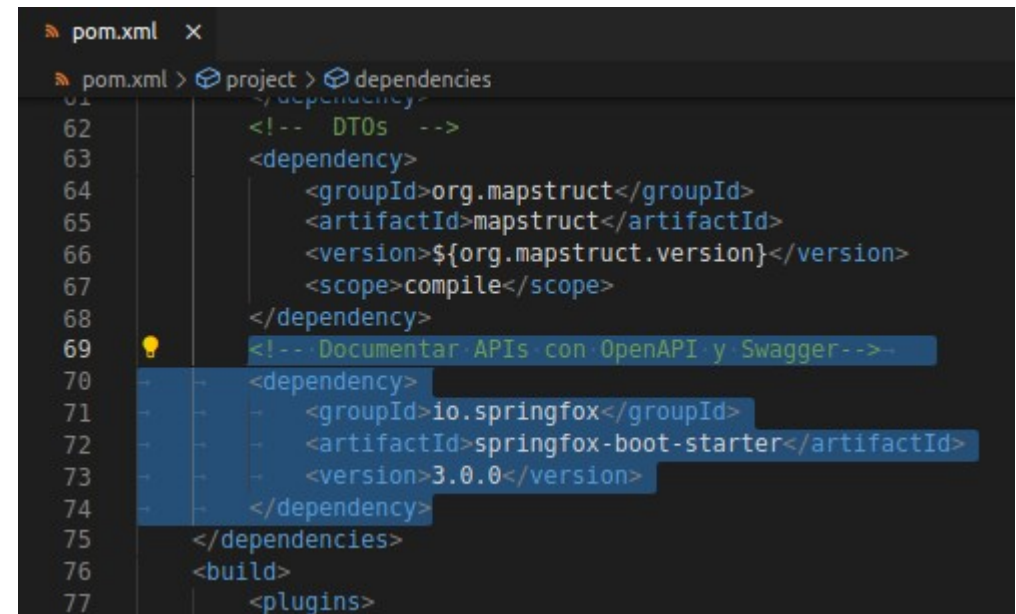 pom.xml ×
pom.xml > project > dependencies
61 </dependency>
62 <!-- DTOs -->
63 <dependency>
64 <groupId>org.mapstruct</groupId>
65 <artifactId>mapstruct</artifactId>
66 <version>${org.mapstruct.version}</version>
67 <scope>compile</scope>
68 </dependency>
69 <!-- Documentar APIs con OpenAPI y Swagger-->
70 <dependency>
71 <groupId>io.springfox</groupId>
72 <artifactId>springfox-boot-starter</artifactId>
73 <version>3.0.0</version>
74 </dependency>
75 </dependencies>
76 <build>
77 <plugins>